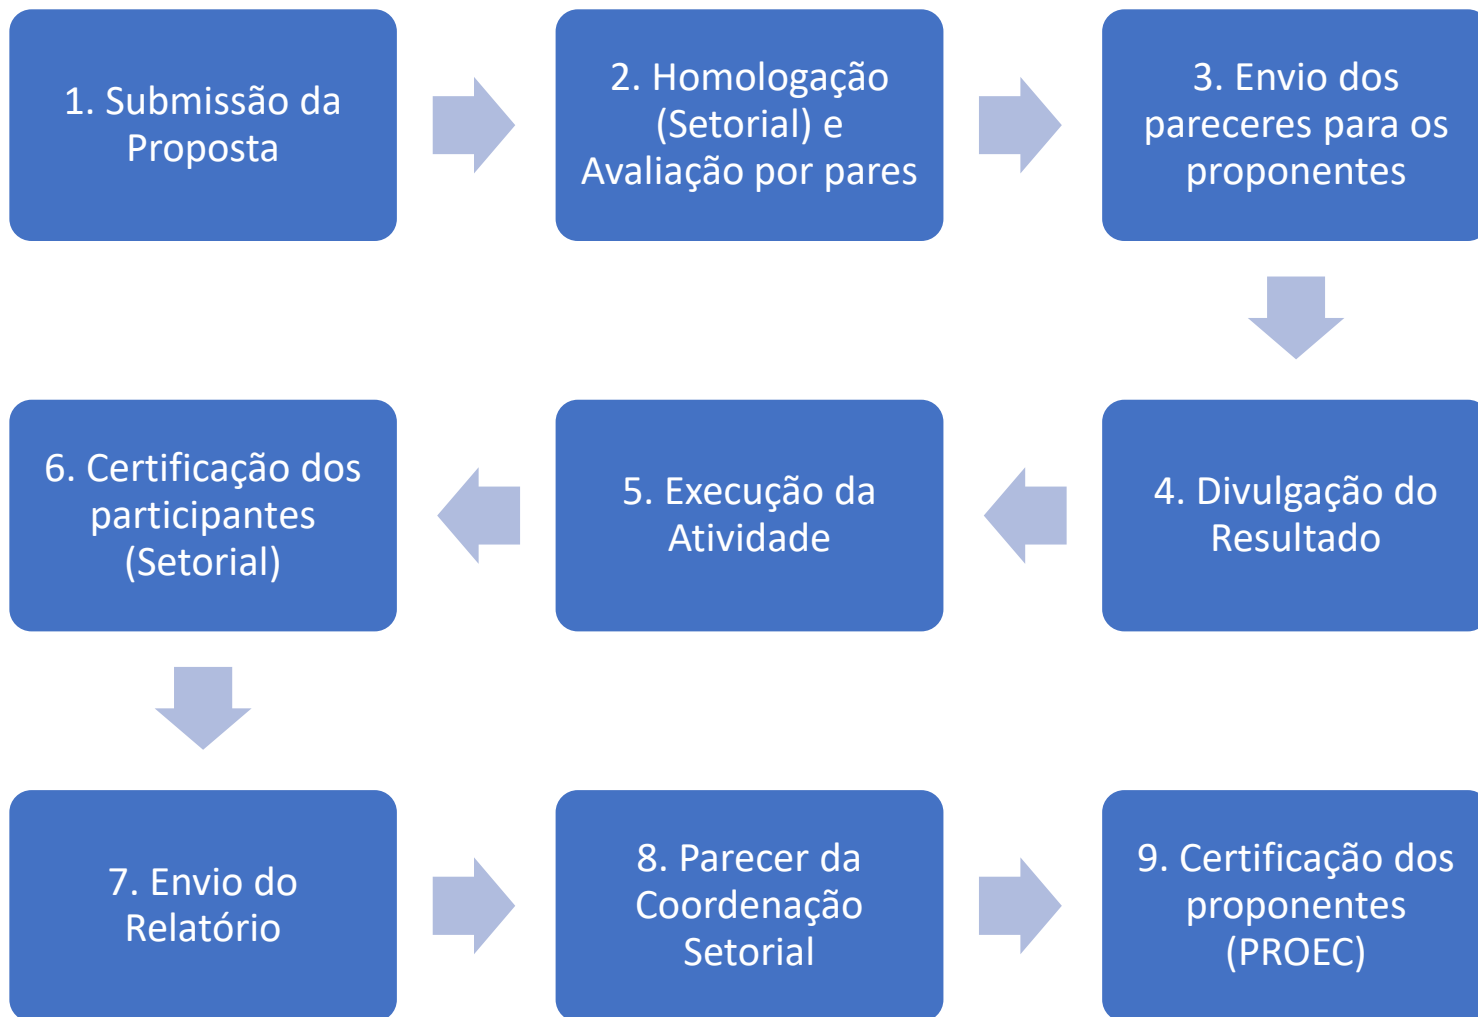 1. Submissão da
Proposta
2. Homologação
(Setorial) e
Avaliação por pares
3. Envio dos
pareceres para os
proponentes
4. Divulgação do
Resultado
5. Execução da
Atividade
6. Certificação dos
participantes
(Setorial)
7. Envio do
Relatório
8. Parecer da
Coordenação
Setorial
9. Certificação dos
proponentes
(PROEC)